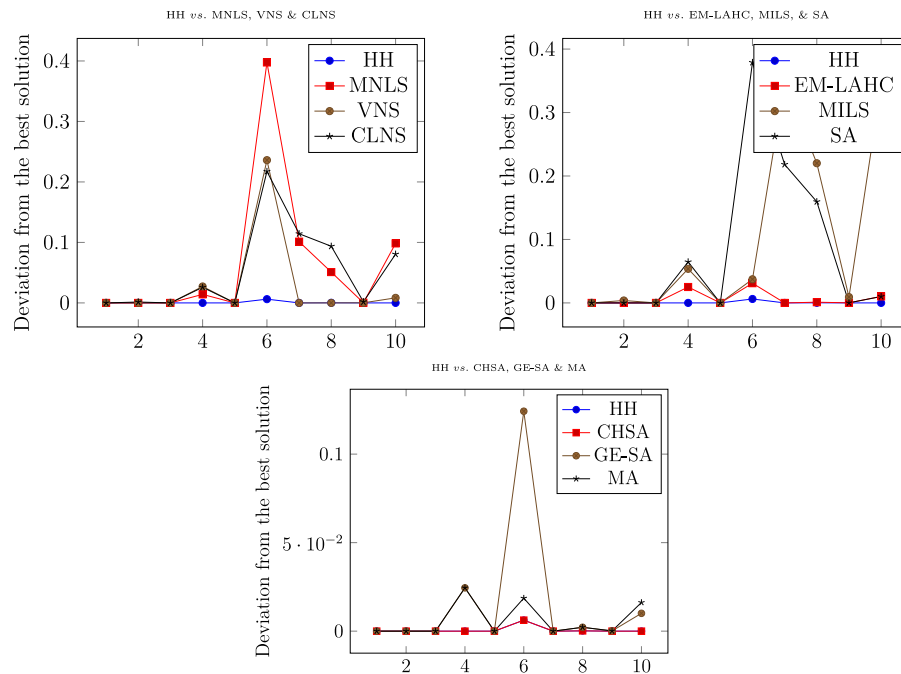 HH vs. MNLS, VNS & CLNS
Deviation from the best solution
0.4
0.3
0.2
0.1
0
2
4
6
8
10
HH
MNLS
VNS
CLNS
HH vs. EM-LAHC, MILS, & SA
Deviation from the best solution
0.4
0.3
0.2
0.1
0
2
4
6
8
10
HH
EM-LAHC
MILS
SA
HH vs. CHSA, GE-SA & MA
Deviation from the best solution
0.1
5 · 10⁻²
0
2
4
6
8
10
HH
CHSA
GE-SA
MA